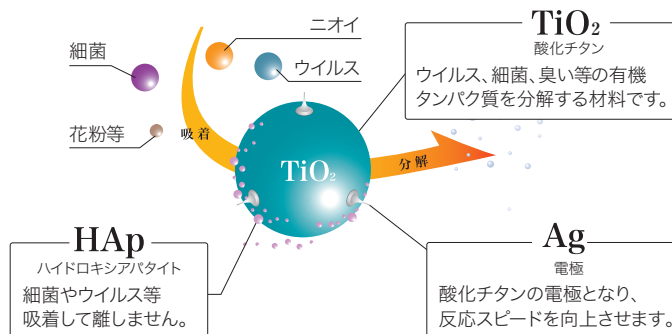 ニオイ
細菌
ウイルス
花粉等
吸着
TiO₂
分解
TiO₂
酸化チタン
ウイルス、細菌、臭い等の有機
タンパク質を分解する材料です。
HAp
ハイドロキシアパタイト
細菌やウイルス等
吸着して離しません。
Ag
電極
酸化チタンの電極となり、
反応スピードを向上させます。